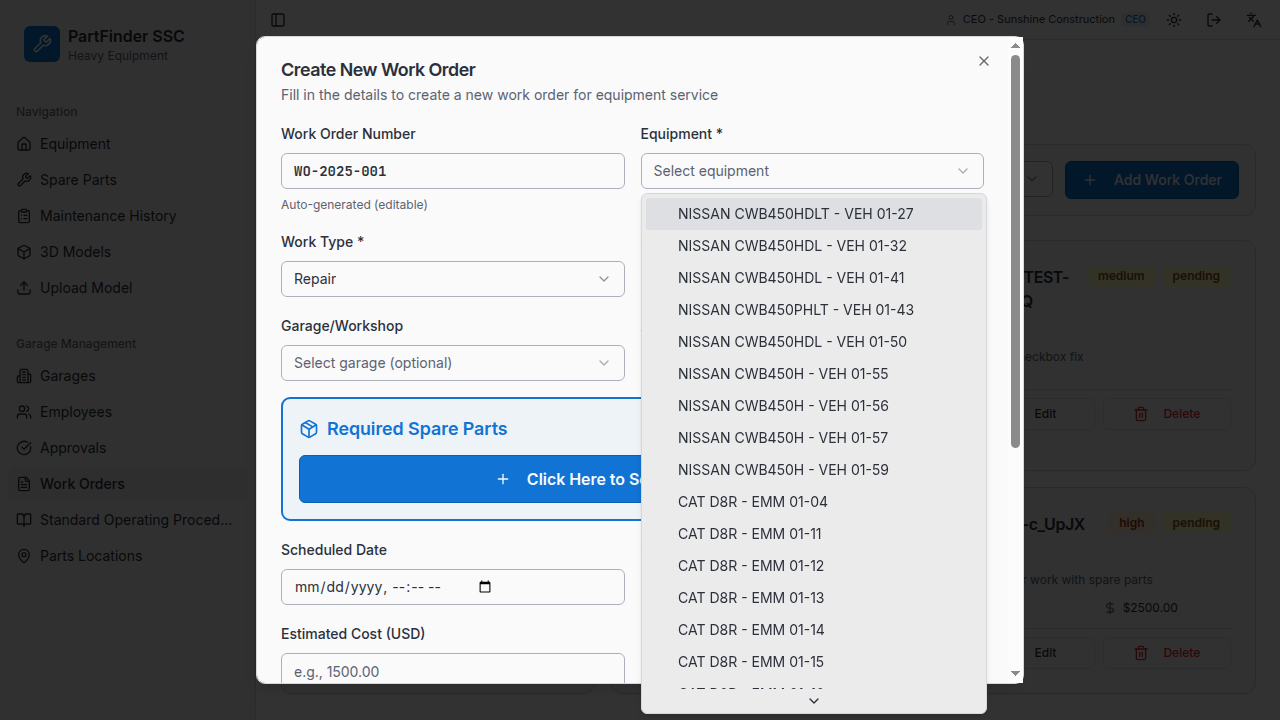 PartFinder SSC
Heavy Equipment
CEO - Sunshine Construction CEO
Navigation
Equipment
Spare Parts
Maintenance History
3D Models
Upload Model
Garage Management
Garages
Employees
Approvals
Work Orders
Standard Operating Proced...
Parts Locations
Create New Work Order
Fill in the details to create a new work order for equipment service
Work Order Number
WO-2025-001
Auto-generated (editable)
Equipment *
Select equipment
NISSAN CWB450HDLT - VEH 01-27
NISSAN CWB450HDL - VEH 01-32
NISSAN CWB450HDL - VEH 01-41
NISSAN CWB450PHLT - VEH 01-43
NISSAN CWB450HDL - VEH 01-50
NISSAN CWB450H - VEH 01-55
NISSAN CWB450H - VEH 01-56
NISSAN CWB450H - VEH 01-57
NISSAN CWB450H - VEH 01-59
CAT D8R - EMM 01-04
CAT D8R - EMM 01-11
CAT D8R - EMM 01-12
CAT D8R - EMM 01-13
CAT D8R - EMM 01-14
CAT D8R - EMM 01-15
Work Type *
Repair
Garage/Workshop
Select garage (optional)
Required Spare Parts
Click Here to S
Scheduled Date
mm/dd/yyyy, --:-- --
Estimated Cost (USD)
e.g., 1500.00
Add Work Order
TEST-
Q
medium pending
eckbox fix
Edit Delete
-c_UpJX
high pending
work with spare parts
$2500.00
Edit Delete